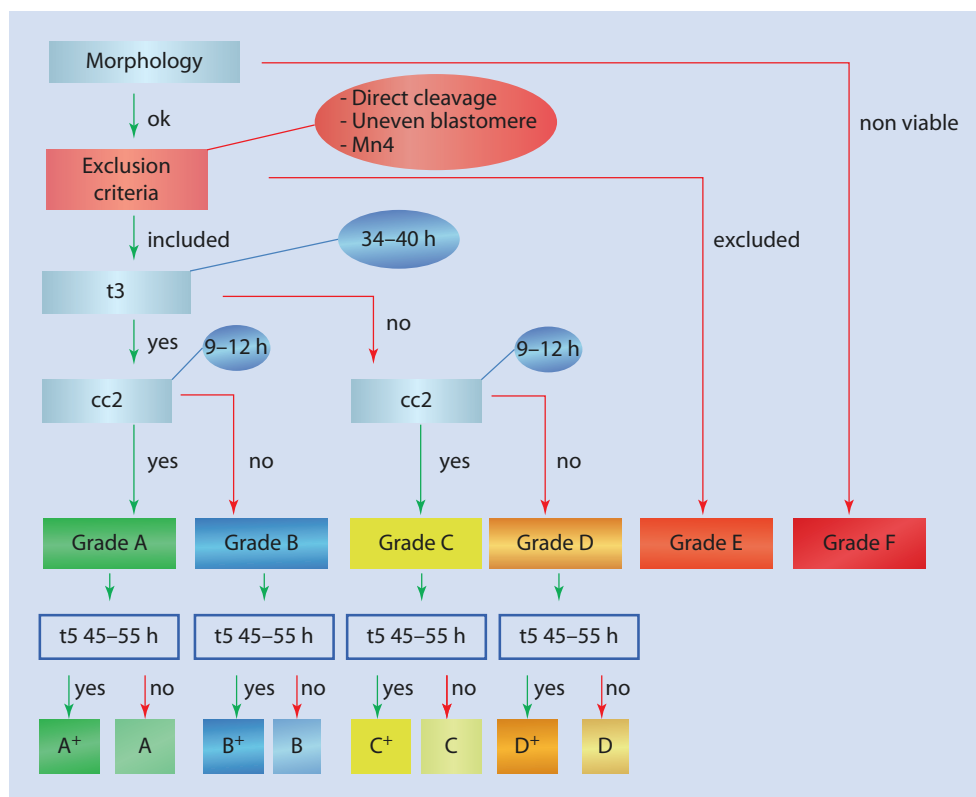 Morphology
ok
- Direct cleavage
- Uneven blastomere
- Mn4
non viable
Exclusion
criteria
included
34–40 h
excluded
t3
yes
9–12 h
no
9–12 h
cc2
cc2
yes
no
yes
no
Grade A
Grade B
Grade C
Grade D
Grade E
Grade F
t5 45–55 h
t5 45–55 h
t5 45–55 h
t5 45–55 h
yes
no
yes
no
yes
no
yes
no
A+
A
B+
B
C+
C
D+
D